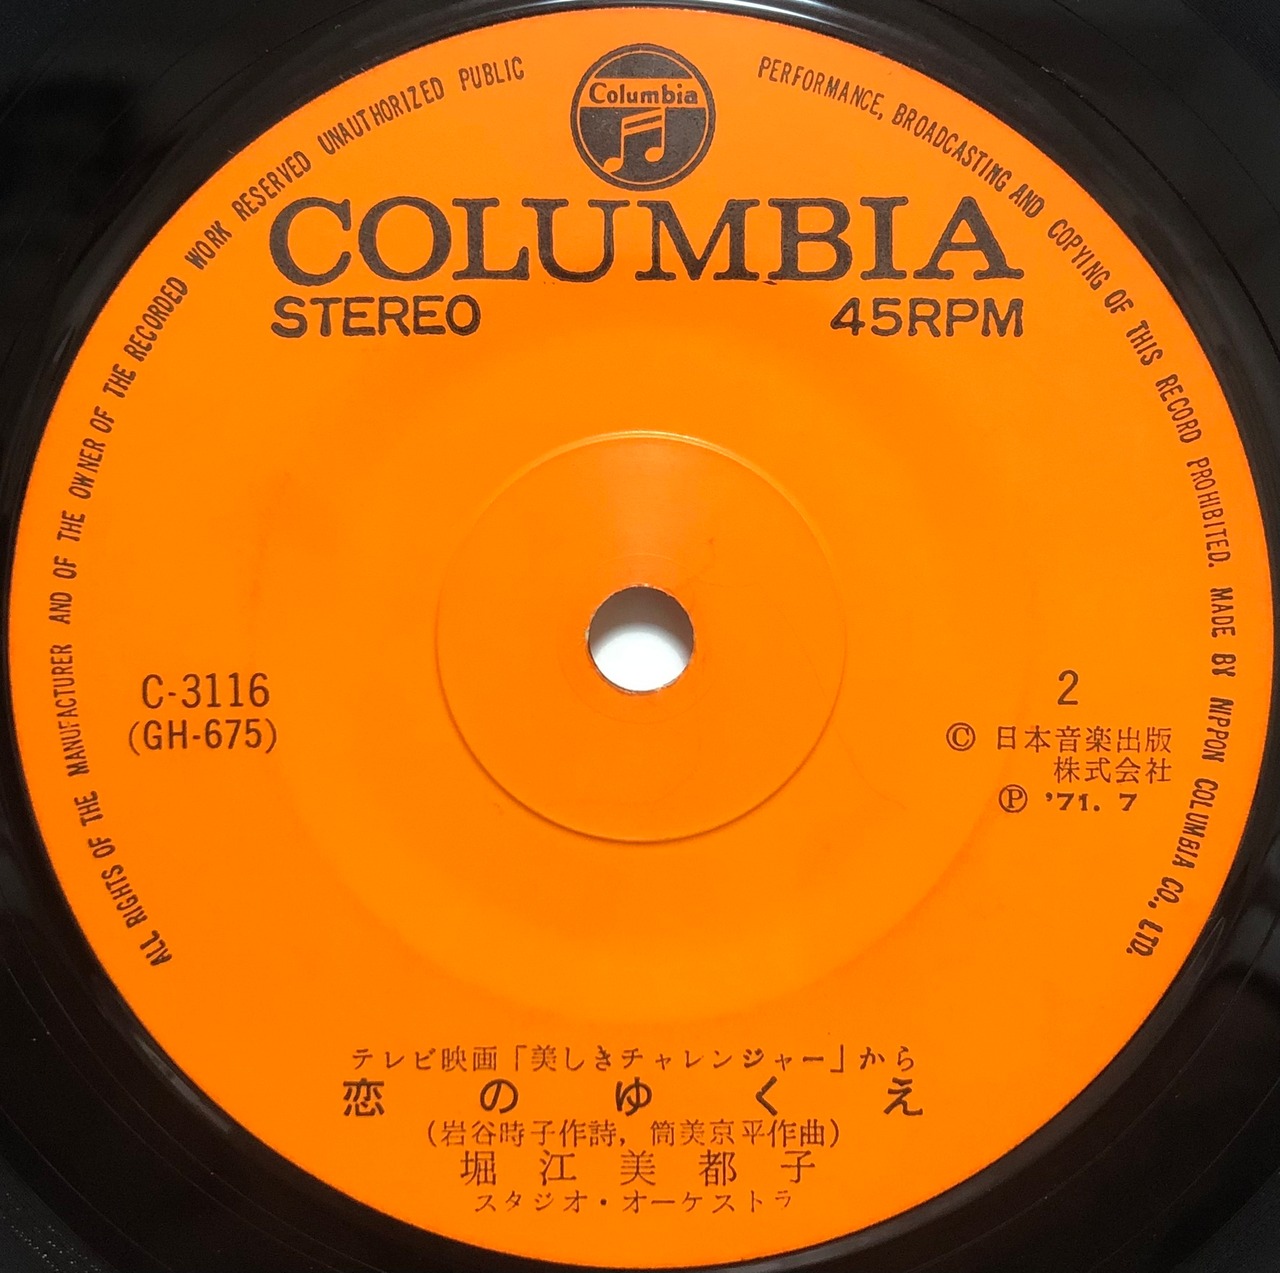 ALL RIGHTS OF THE MANUFACTURER AND OF THE OWNER OF THE RECORDED WORK RESERVED UNAUTHORIZED PUBLIC PERFORMANCE, BROADCASTING AND COPYING OF THIS RECORD PROHIBITED. MADE BY NIPPON COLUMBIA CO., LTD.
Columbia
COLUMBIA
STEREO 45RPM
C-3116
(GH-675)
2
Ⓒ 日本音楽出版
株式会社
Ⓟ '71. 7
テレビ映画「美しきチャレンジャー」から
恋のゆくえ
(岩谷時子作詩, 筒美京平作曲)
堀江美都子
スタジオ・オーケストラ